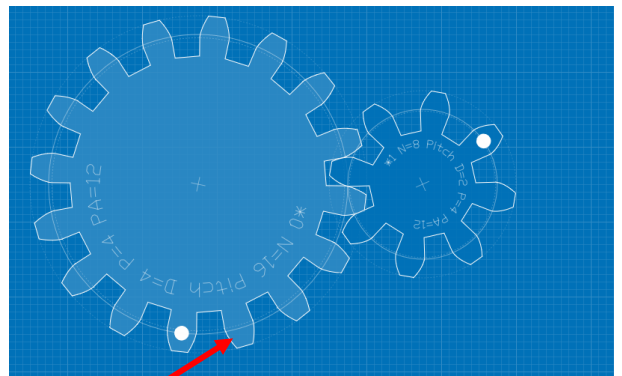 *0 N=16 Pitch D=4 P=4 PA=12
*1 N=8 Pitch D=2 P=4 PA=12